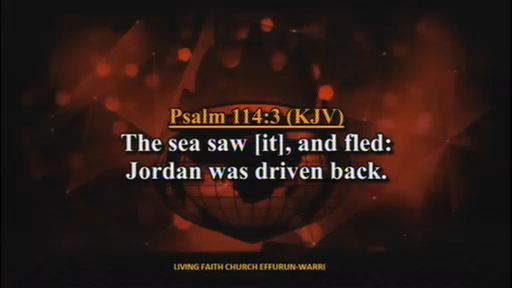 Psalm 114:3 (KJV)
The sea saw [it], and fled:
Jordan was driven back.
LIVING FAITH CHURCH EFFURUN-WARRI